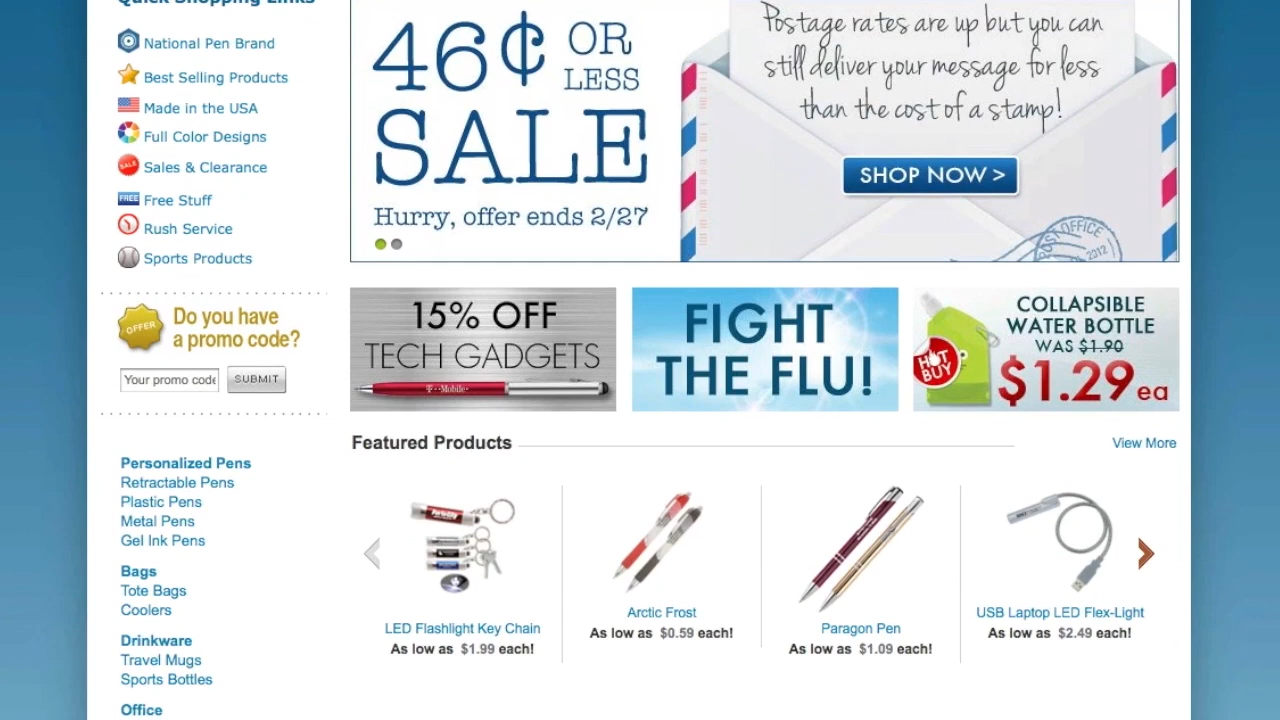 Quick Shopping Links
National Pen Brand
Best Selling Products
Made in the USA
Full Color Designs
SALE
Sales & Clearance
FREE
Free Stuff
Rush Service
Sports Products
OFFER
Do you have
a promo code?
Your promo code
SUBMIT
Personalized Pens
Retractable Pens
Plastic Pens
Metal Pens
Gel Ink Pens
Bags
Tote Bags
Coolers
Drinkware
Travel Mugs
Sports Bottles
Office
46¢ OR LESS
SALE
Hurry, offer ends 2/27
Postage rates are up but you can
still deliver your message for less
than the cost of a stamp!
SHOP NOW >
POST OFFICE
2012
15% OFF
TECH GADGETS
T··Mobile·
FIGHT
THE FLU!
COLLAPSIBLE
WATER BOTTLE
WAS $1.90
HOT
BUY
$1.29 ea
Featured Products
View More
LED Flashlight Key Chain
As low as $1.99 each!
Arctic Frost
As low as $0.59 each!
Paragon Pen
As low as $1.09 each!
USB Laptop LED Flex-Light
As low as $2.49 each!